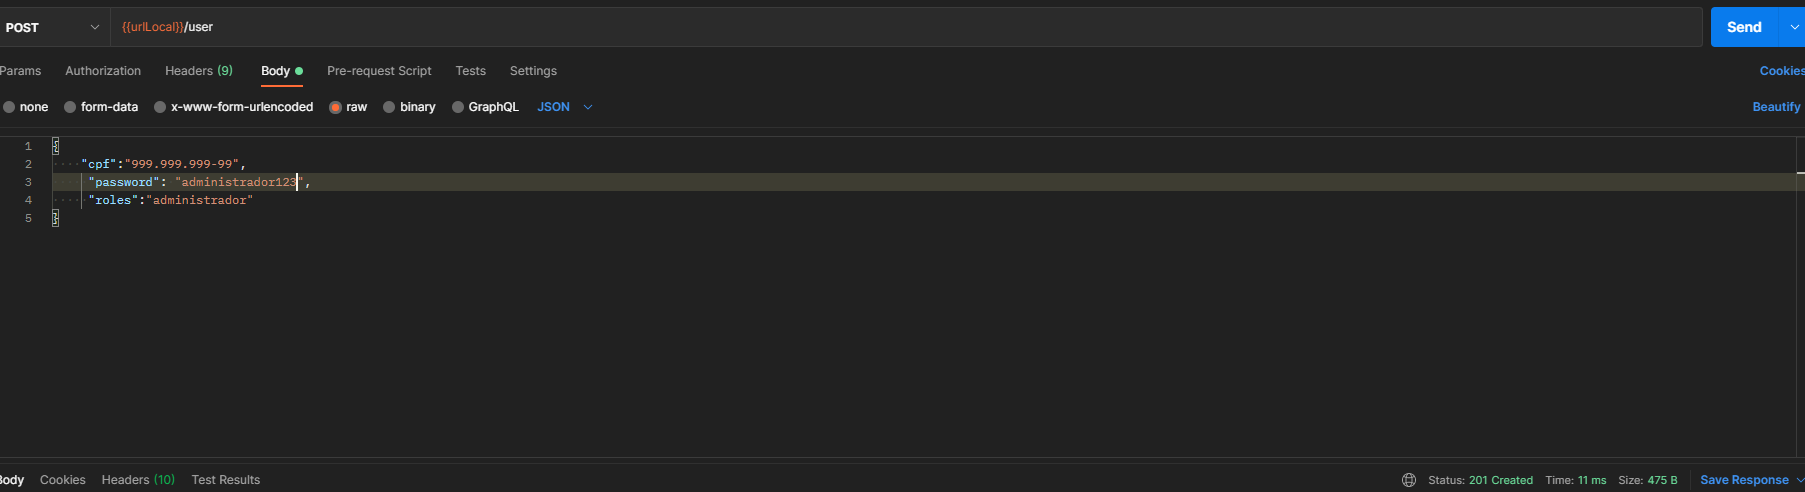 POST {{urlLocal}}/user Send
Params Authorization Headers (9) Body Pre-request Script Tests Settings Cookies
none form-data x-www-form-urlencoded raw binary GraphQL JSON Beautify
1 {
2 "cpf":"999.999.999-99",
3 "password": "administrador123",
4 "roles":"administrador"
5 }
Body Cookies Headers (10) Test Results Status: 201 Created Time: 11 ms Size: 475 B Save Response